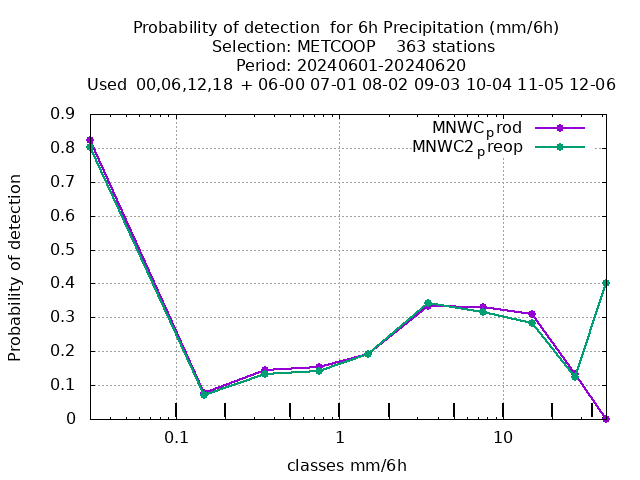 Probability of detection  for 6h Precipitation (mm/6h)
Selection: METCOOP    363 stations
Period: 20240601-20240620
Used  00,06,12,18  + 06-00 07-01 08-02 09-03 10-04 11-05 12-06
MNWCprod
MNWC2preop
Probability of detection
0.9
0.8
0.7
0.6
0.5
0.4
0.3
0.2
0.1
0
0.1 1 10
classes mm/6h